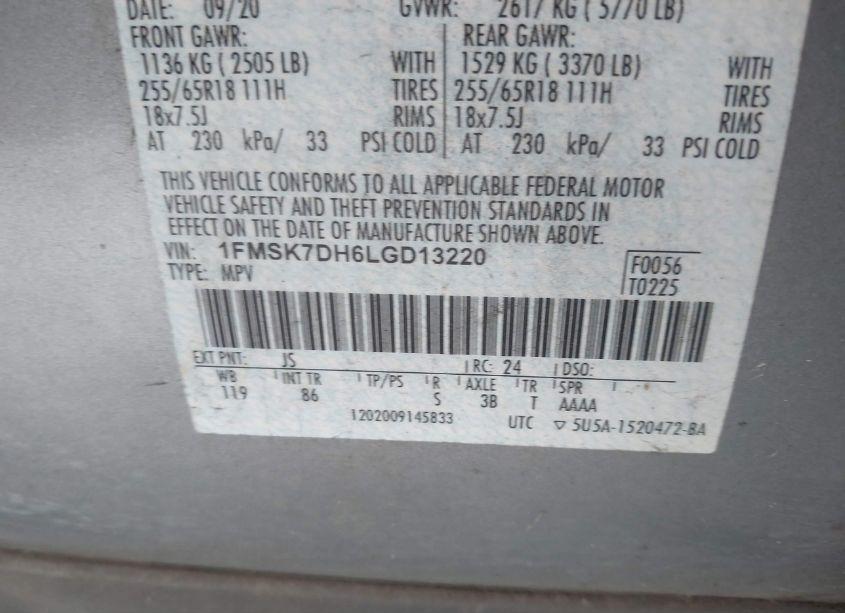 DATE: 09/20 GVWR: 2617 KG ( 5770 LB)
FRONT GAWR: REAR GAWR:
1136 KG ( 2505 LB) WITH 1529 KG ( 3370 LB) WITH
255/65R18 111H TIRES 255/65R18 111H TIRES
18x7.5J RIMS 18x7.5J RIMS
AT 230 kPa/ 33 PSI COLD AT 230 kPa/ 33 PSI COLD
THIS VEHICLE CONFORMS TO ALL APPLICABLE FEDERAL MOTOR
VEHICLE SAFETY AND THEFT PREVENTION STANDARDS IN
EFFECT ON THE DATE OF MANUFACTURE SHOWN ABOVE.
VIN: 1FMSK7DH6LGD13220
TYPE: MPV
F0056
T0225
EXT PNT: JS RC: 24 DSO:
WB INT TR TP/PS R AXLE TR SPR
119 86 S 3B T AAAA
1202009145833 UTC ▽ 5U5A-1520472-BA